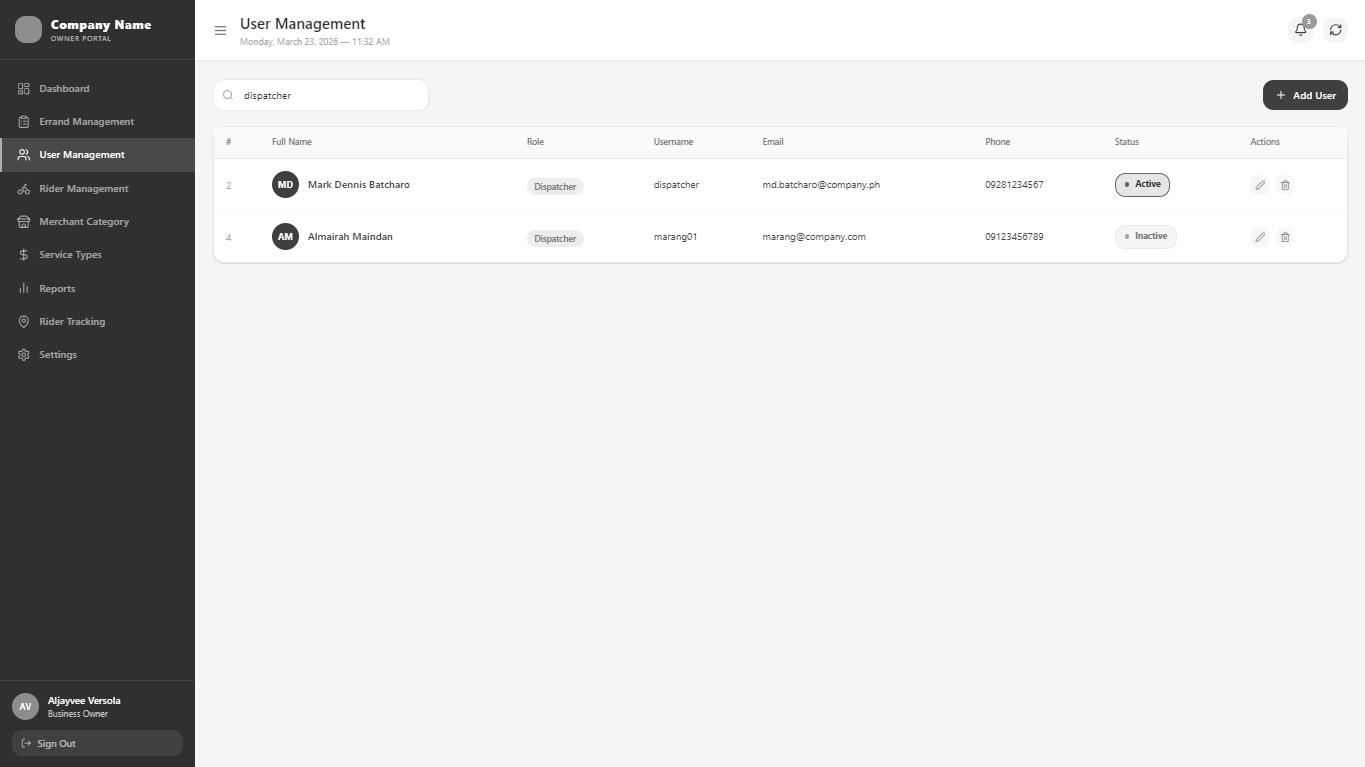 Company Name
OWNER PORTAL
Dashboard
Errand Management
User Management
Rider Management
Merchant Category
Service Types
Reports
Rider Tracking
Settings
AV
Aljayvee Versola
Business Owner
Sign Out
User Management
Monday, March 23, 2026 — 11:32 AM
3
dispatcher
+ Add User
# Full Name Role Username Email Phone Status Actions
2 MD Mark Dennis Batcharo Dispatcher dispatcher md.batcharo@company.ph 09281234567 Active
4 AM Almairah Maindan Dispatcher marang01 marang@company.com 09123456789 Inactive